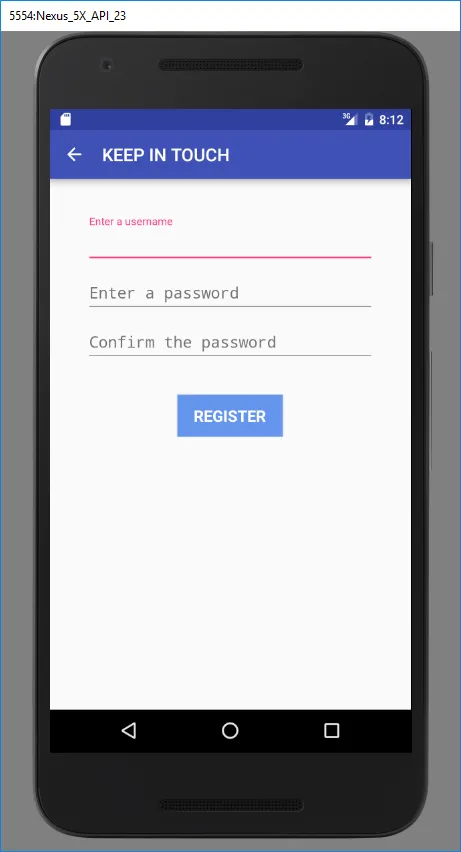 5554:Nexus_5X_API_23
3G 8:12
KEEP IN TOUCH
Enter a username
Enter a password
Confirm the password
REGISTER